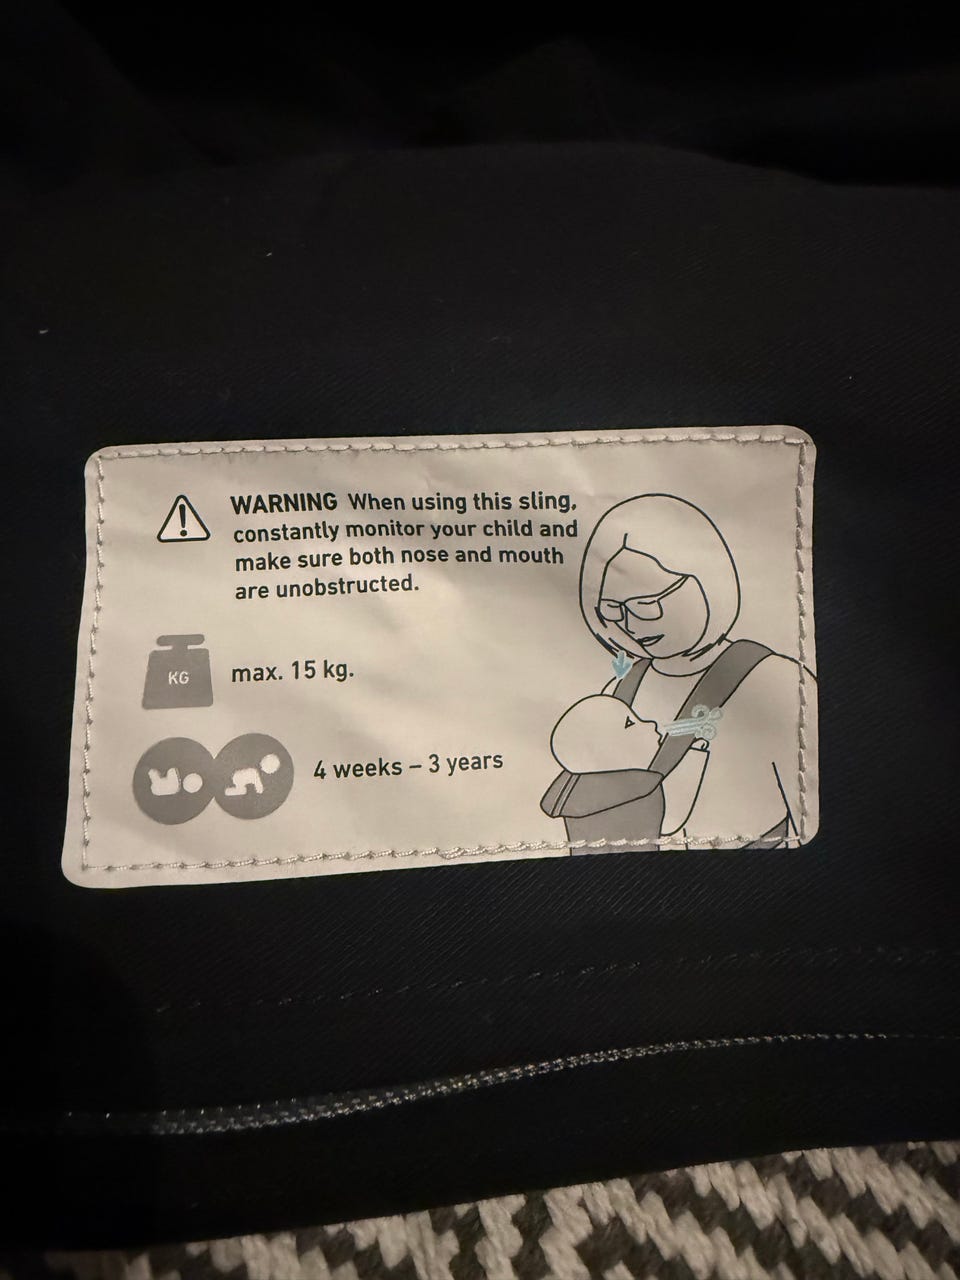 WARNING When using this sling,
constantly monitor your child and
make sure both nose and mouth
are unobstructed.
KG
max. 15 kg.
4 weeks – 3 years